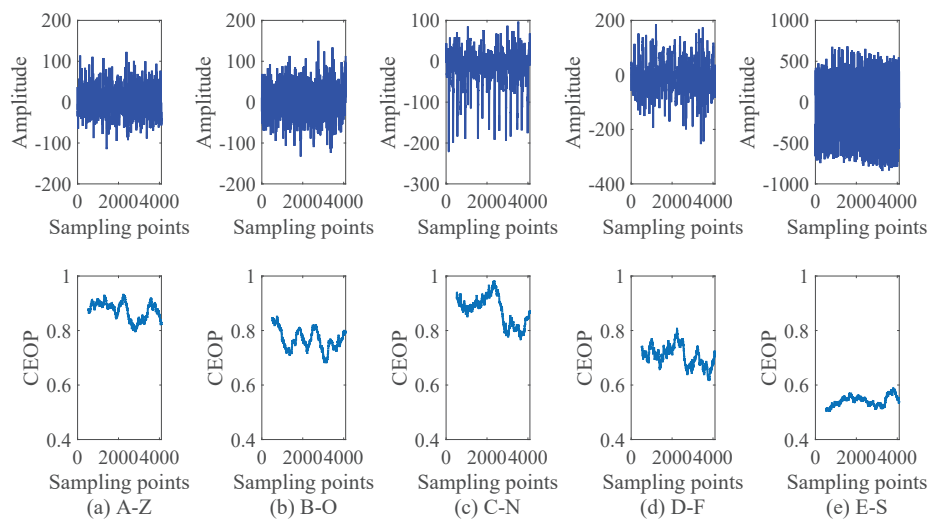 200 200 100 200 500 1000
100 100 0 0 500
Amplitude Amplitude Amplitude Amplitude Amplitude
0 0 -100 0
-100 -100 -200 -200 -500
-200 -200 -300 -400 -1000
0 20004000 0 20004000 0 20004000 0 20004000 0 20004000
Sampling points Sampling points Sampling points Sampling points Sampling points
1 1 1 1 1
0.8 0.8 0.8 0.8 0.8
CEOP CEOP CEOP CEOP CEOP
0.6 0.6 0.6 0.6 0.6
0.4 0.4 0.4 0.4 0.4
0 20004000 0 20004000 0 20004000 0 20004000 0 20004000
Sampling points Sampling points Sampling points Sampling points Sampling points
(a) A-Z (b) B-O (c) C-N (d) D-F (e) E-S